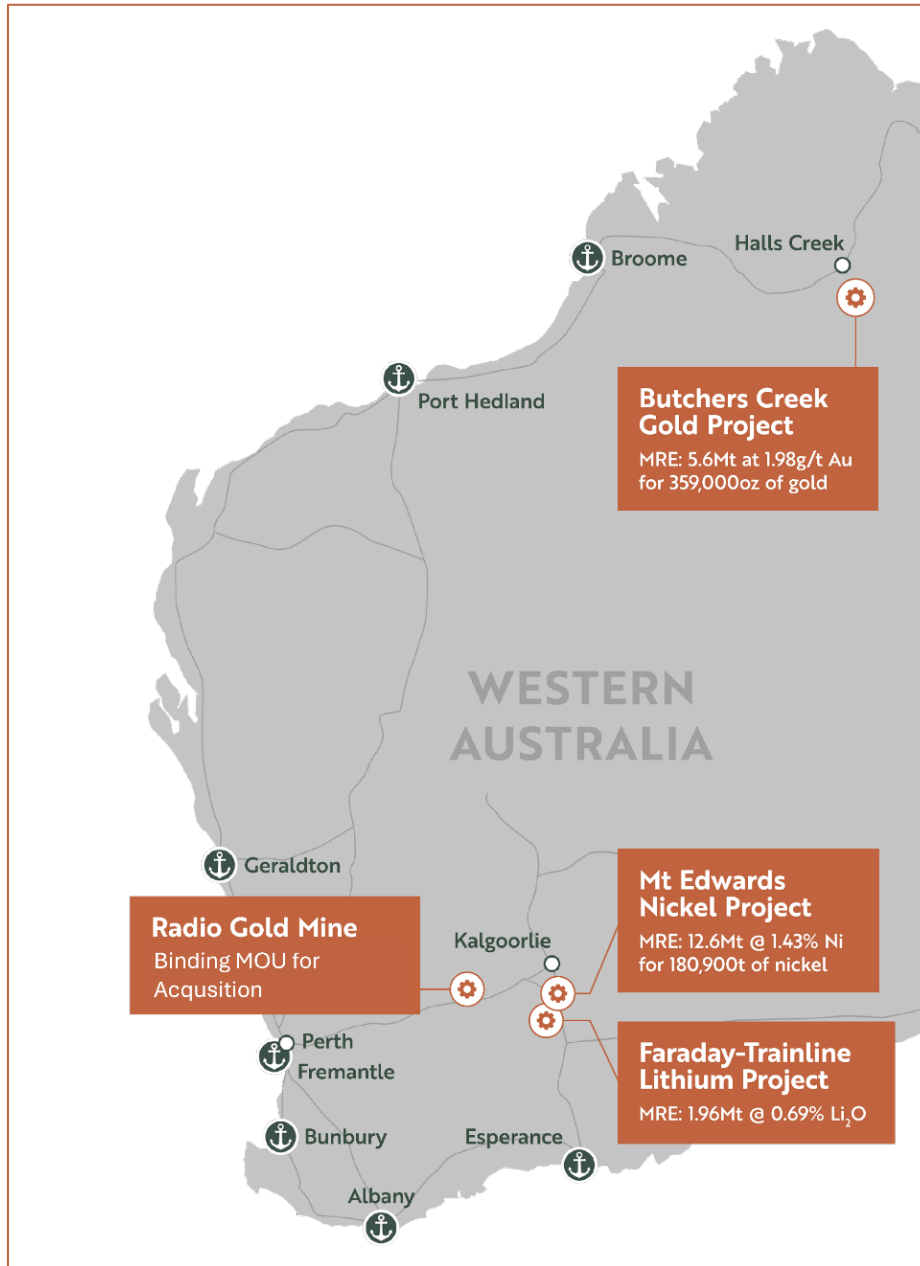 Halls Creek
Broome
Butchers Creek
Gold Project
MRE: 5.6Mt at 1.98g/t Au
for 359,000oz of gold
Port Hedland
WESTERN
AUSTRALIA
Geraldton
Mt Edwards
Nickel Project
MRE: 12.6Mt @ 1.43% Ni
for 180,900t of nickel
Radio Gold Mine
Binding MOU for
Acqusition
Kalgoorlie
Perth
Fremantle
Faraday-Trainline
Lithium Project
MRE: 1.96Mt @ 0.69% Li₂O
Bunbury
Esperance
Albany